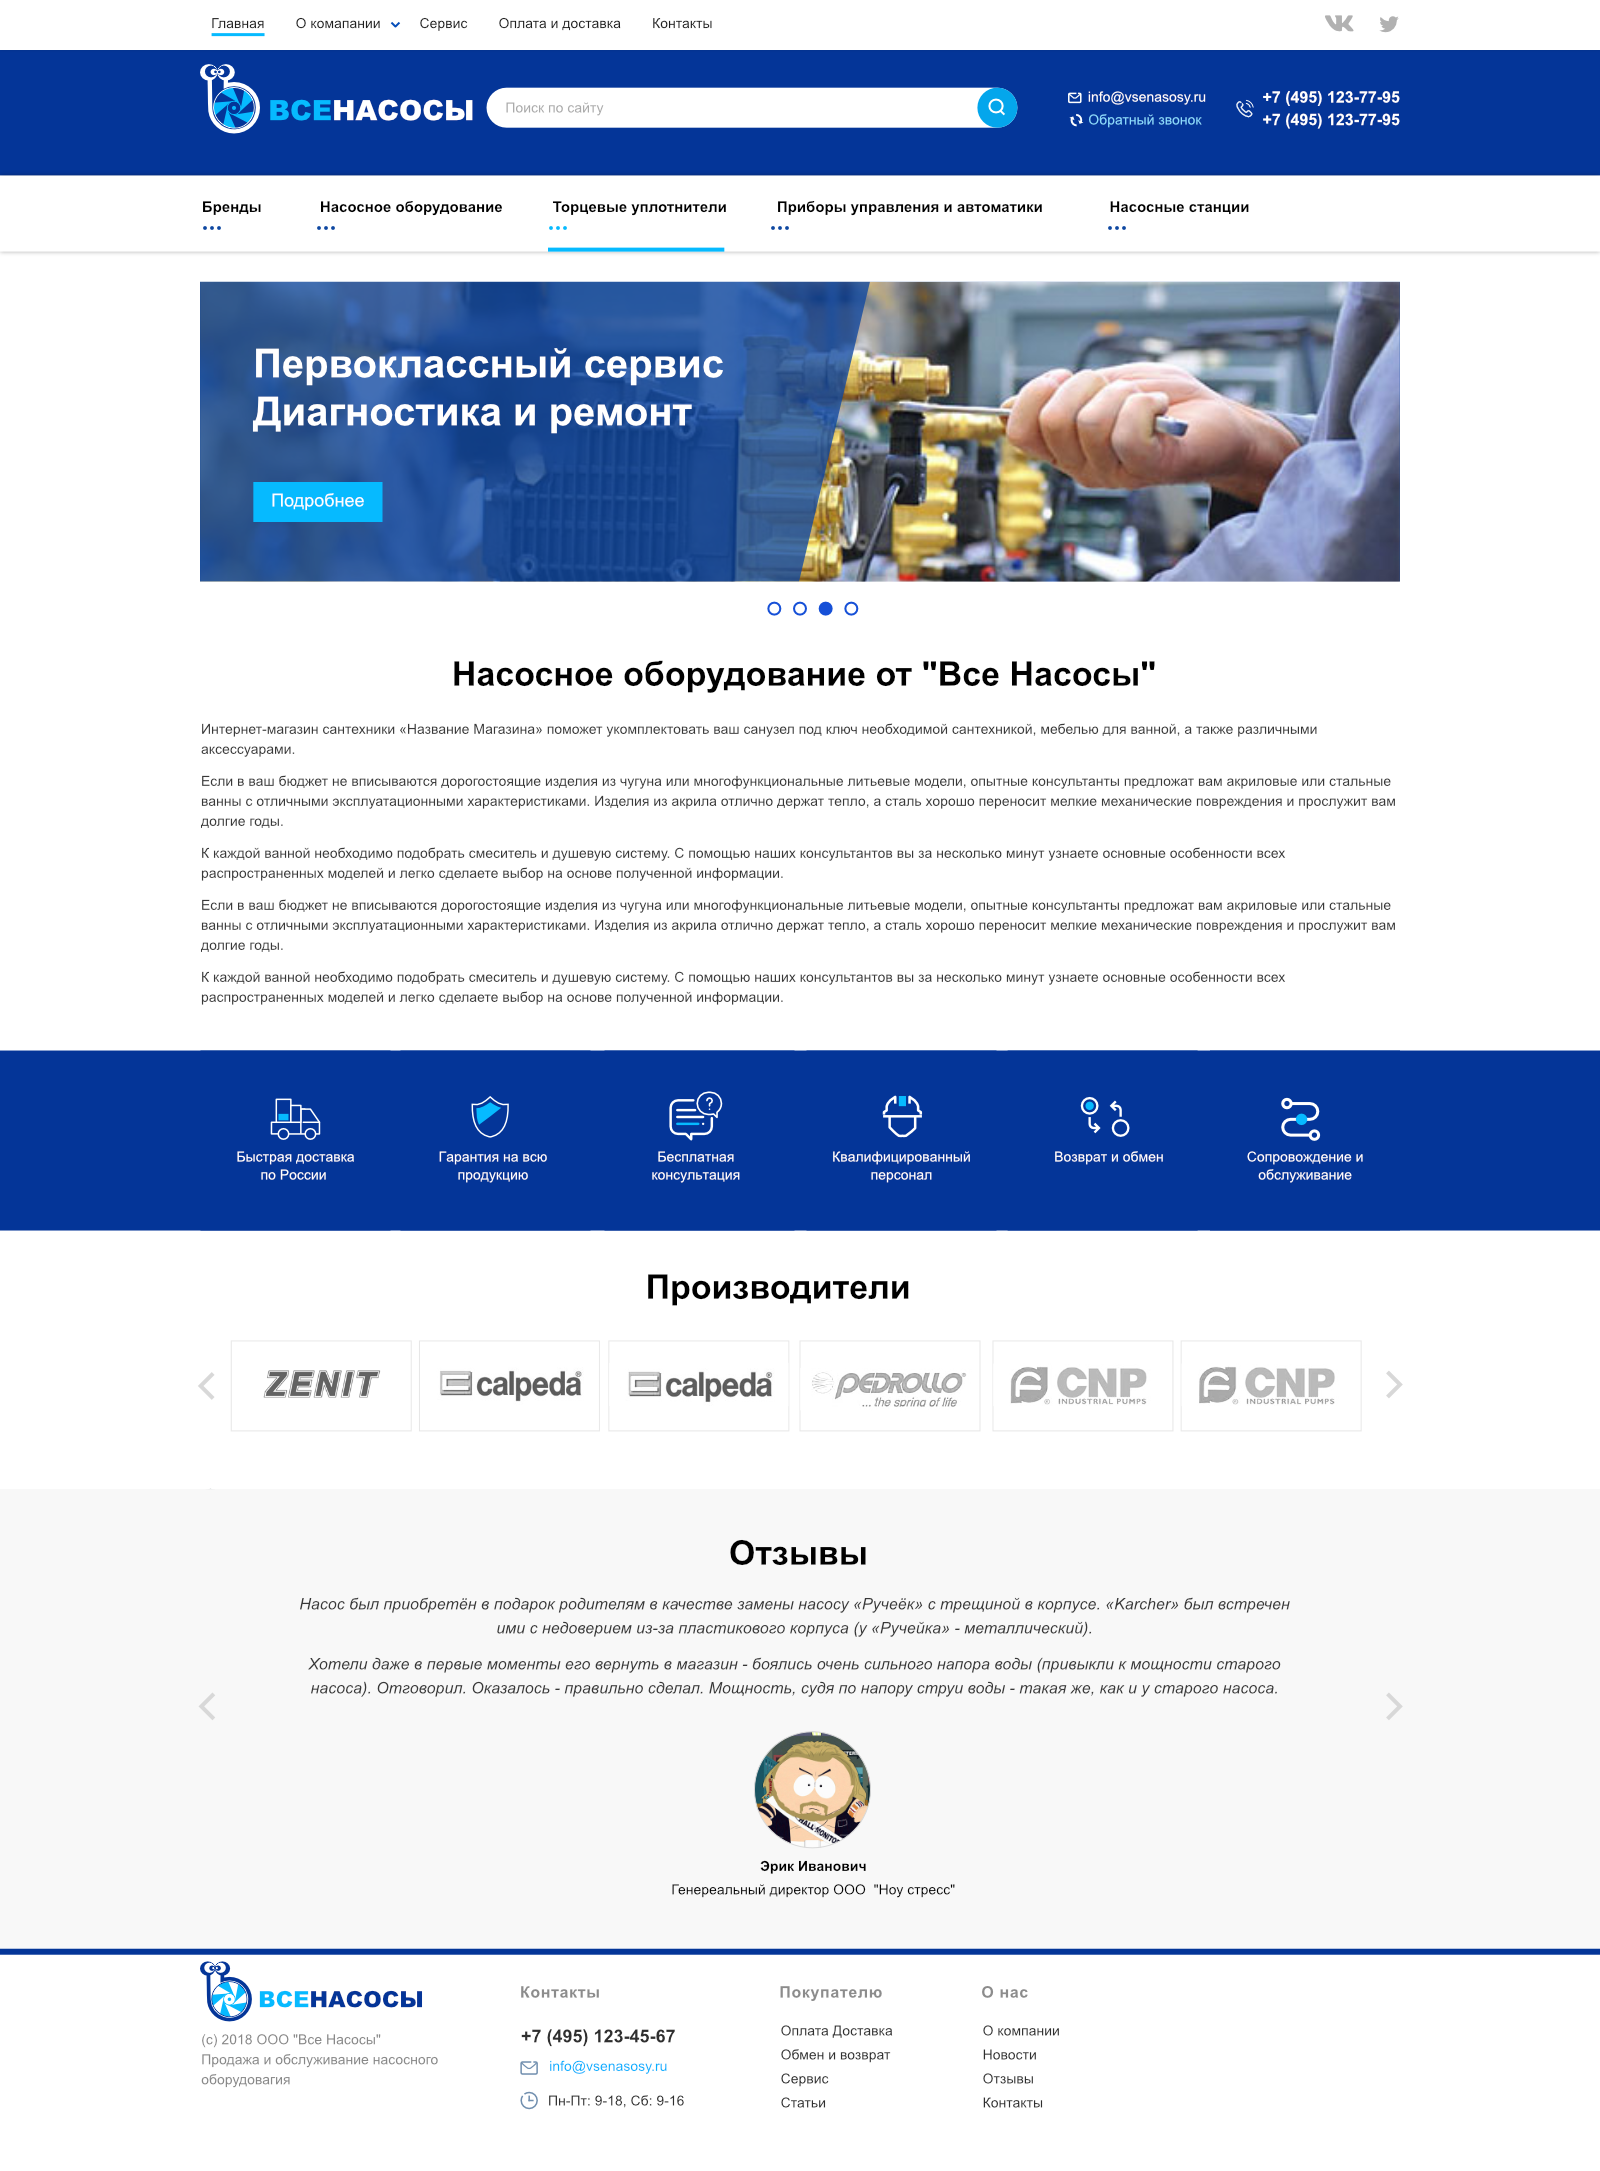 Главная О комапании Сервис Оплата и доставка Контакты
ВСЕНАСОСЫ
Поиск по сайту
info@vsenasosy.ru
Обратный звонок
+7 (495) 123-77-95
+7 (495) 123-77-95
Бренды Насосное оборудование Торцевые уплотнители Приборы управления и автоматики Насосные станции
Первоклассный сервис
Диагностика и ремонт
Подробнее
Насосное оборудование от "Все Насосы"
Интернет-магазин сантехники «Название Магазина» поможет укомплектовать ваш санузел под ключ необходимой сантехникой, мебелью для ванной, а также различными
аксессуарами.
Если в ваш бюджет не вписываются дорогостоящие изделия из чугуна или многофункциональные литьевые модели, опытные консультанты предложат вам акриловые или стальные
ванны с отличными эксплуатационными характеристиками. Изделия из акрила отлично держат тепло, а сталь хорошо переносит мелкие механические повреждения и прослужит вам
долгие годы.
К каждой ванной необходимо подобрать смеситель и душевую систему. С помощью наших консультантов вы за несколько минут узнаете основные особенности всех
распространенных моделей и легко сделаете выбор на основе полученной информации.
Если в ваш бюджет не вписываются дорогостоящие изделия из чугуна или многофункциональные литьевые модели, опытные консультанты предложат вам акриловые или стальные
ванны с отличными эксплуатационными характеристиками. Изделия из акрила отлично держат тепло, а сталь хорошо переносит мелкие механические повреждения и прослужит вам
долгие годы.
К каждой ванной необходимо подобрать смеситель и душевую систему. С помощью наших консультантов вы за несколько минут узнаете основные особенности всех
распространенных моделей и легко сделаете выбор на основе полученной информации.
Быстрая доставка
по России
Гарантия на всю
продукцию
Бесплатная
консультация
Квалифицированный
персонал
Возврат и обмен
Сопровождение и
обслуживание
Производители
ZENIT
calpeda®
calpeda®
PEDROLLO®
... the spring of life
CNP
® INDUSTRIAL PUMPS
CNP
® INDUSTRIAL PUMPS
Отзывы
Насос был приобретён в подарок родителям в качестве замены насосу «Ручеёк» с трещиной в корпусе. «Karcher» был встречен
ими с недоверием из-за пластикового корпуса (у «Ручейка» - металлический).
Хотели даже в первые моменты его вернуть в магазин - боялись очень сильного напора воды (привыкли к мощности старого
насоса). Отговорил. Оказалось - правильно сделал. Мощность, судя по напору струи воды - такая же, как и у старого насоса.
HALL MONITOR
Эрик Иванович
Генереальный директор ООО "Ноу стресс"
ВСЕНАСОСЫ
(с) 2018 ООО "Все Насосы"
Продажа и обслуживание насосного
оборудовагия
Контакты
+7 (495) 123-45-67
info@vsenasosy.ru
Пн-Пт: 9-18, Сб: 9-16
Покупателю
Оплата Доставка
Обмен и возврат
Сервис
Статьи
О нас
О компании
Новости
Отзывы
Контакты